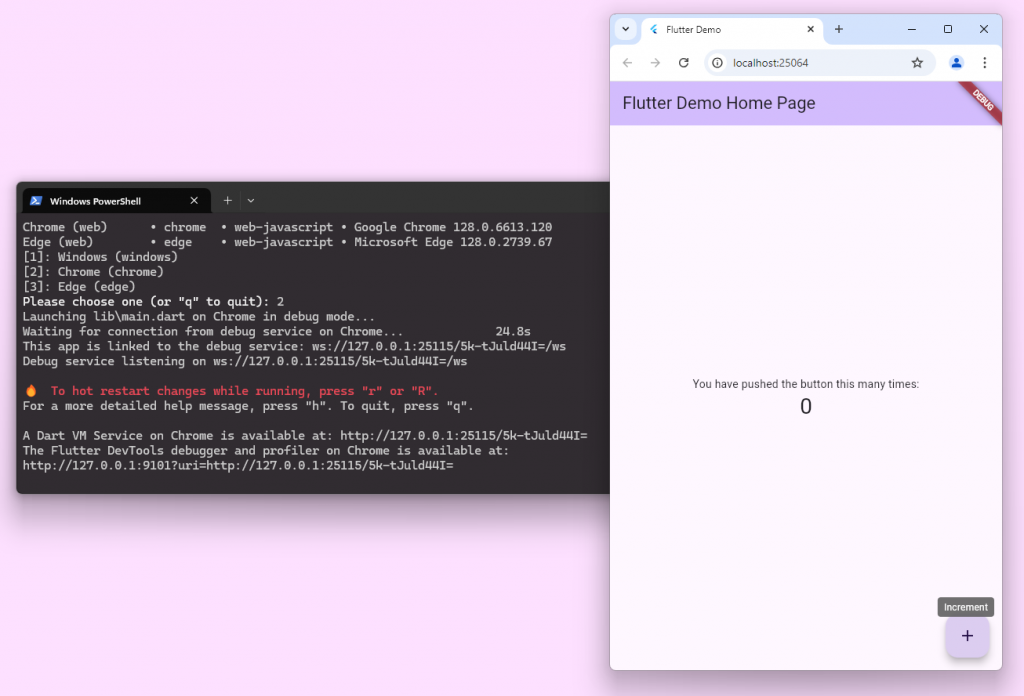 Windows PowerShell
Chrome (web) • chrome • web-javascript • Google Chrome 128.0.6613.120
Edge (web) • edge • web-javascript • Microsoft Edge 128.0.2739.67
[1]: Windows (windows)
[2]: Chrome (chrome)
[3]: Edge (edge)
Please choose one (or "q" to quit): 2
Launching lib\main.dart on Chrome in debug mode...
Waiting for connection from debug service on Chrome... 24.8s
This app is linked to the debug service: ws://127.0.0.1:25115/5k-tJuld44I=/ws
Debug service listening on ws://127.0.0.1:25115/5k-tJuld44I=/ws
🔥 To hot restart changes while running, press "r" or "R".
For a more detailed help message, press "h". To quit, press "q".
A Dart VM Service on Chrome is available at: http://127.0.0.1:25115/5k-tJuld44I=
The Flutter DevTools debugger and profiler on Chrome is available at:
http://127.0.0.1:9101?uri=http://127.0.0.1:25115/5k-tJuld44I=
Flutter Demo
localhost:25064
Flutter Demo Home Page
DEBUG
You have pushed the button this many times:
0
Increment
+